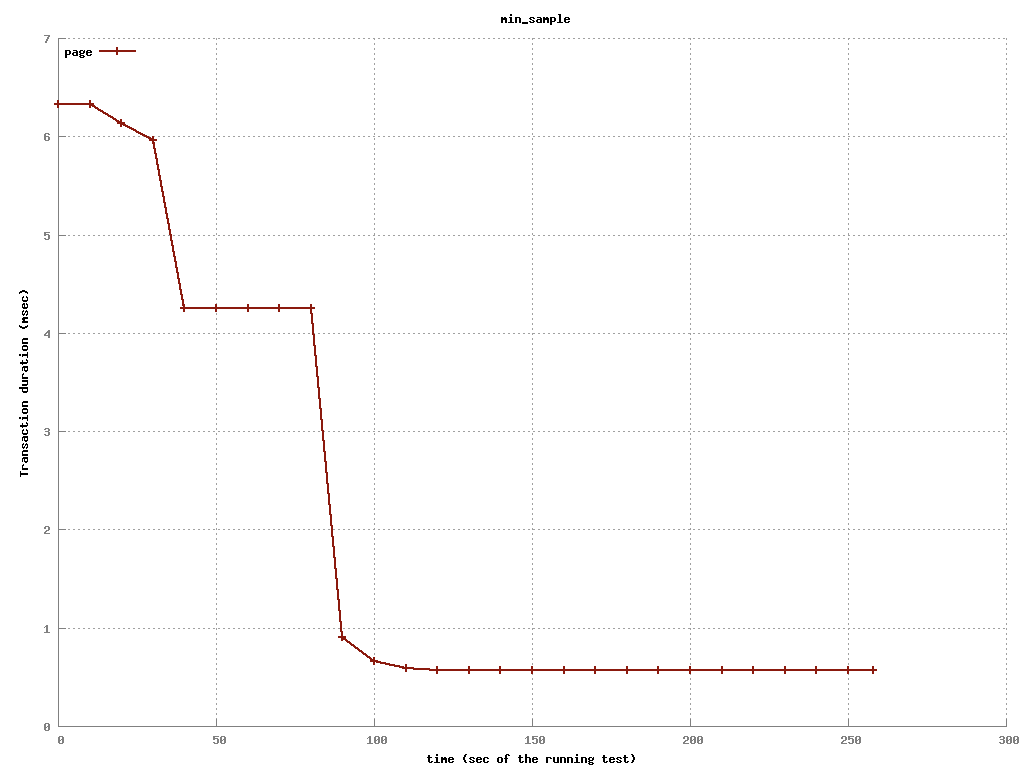 min_sample
7
page
6
5
4
3
2
1
0
Transaction duration (msec)
0 50 100 150 200 250 300
time (sec of the running test)